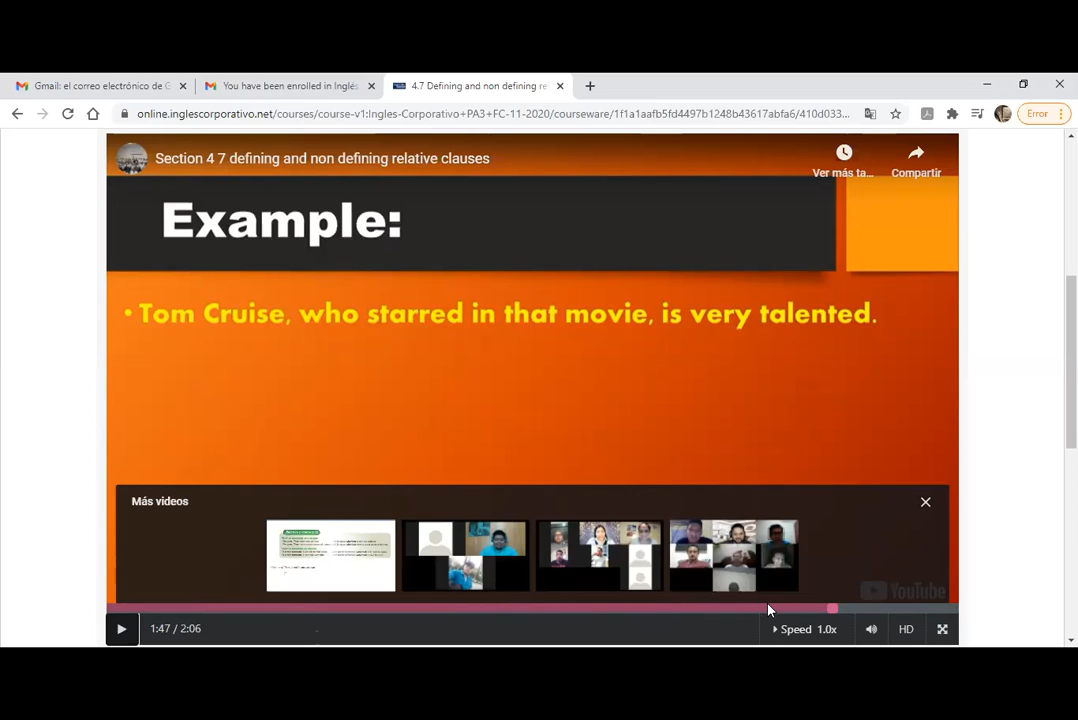 Gmail: el correo electrónico de G
You have been enrolled in Inglés
4.7 Defining and non defining re
online.inglescorporativo.net/courses/course-v1:Ingles-Corporativo+PA3+FC-11-2020/courseware/1f1a1aafb5fd4497b1248b43617abfa6/410d033...
Error
Section 4 7 defining and non defining relative clauses
Ver más ta...
Compartir
Example:
• Tom Cruise, who starred in that movie, is very talented.
Más videos
YouTube
1:47 / 2:06
Speed 1.0x
HD